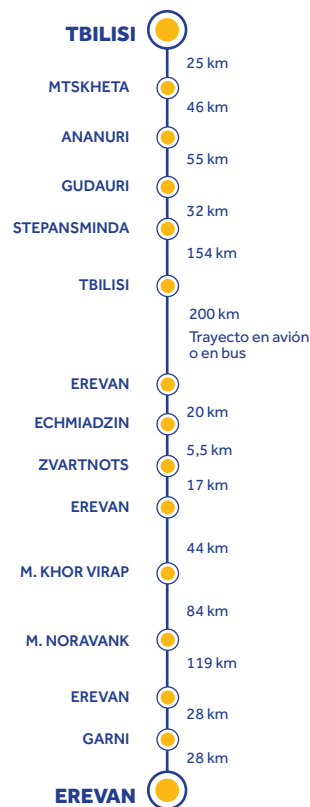 TBILISI
25 km
MTSKHETA
46 km
ANANURI
55 km
GUDAURI
32 km
STEPANSMINDA
154 km
TBILISI
200 km
Trayecto en avión
o en bus
EREVAN
20 km
ECHMIADZIN
5,5 km
ZVARTNOTS
17 km
EREVAN
44 km
M. KHOR VIRAP
84 km
M. NORAVANK
119 km
EREVAN
28 km
GARNI
28 km
EREVAN